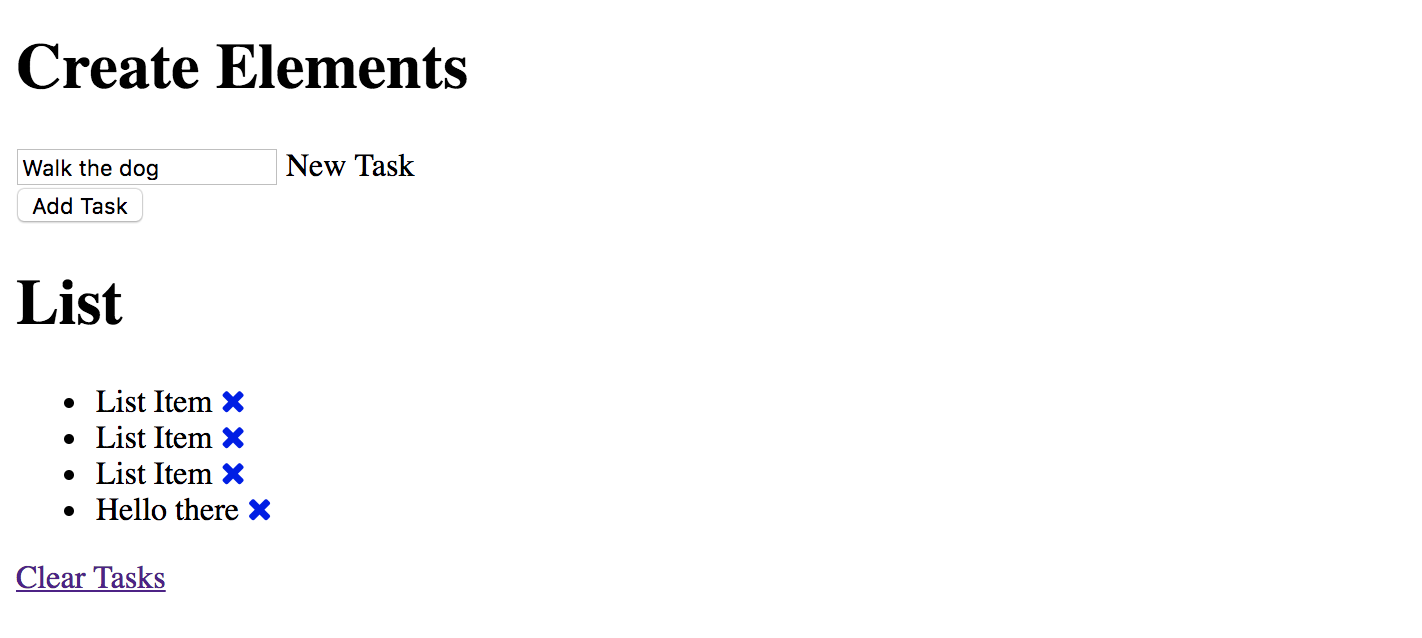 Create Elements
Walk the dog New Task
Add Task
List
List Item
List Item
List Item
Hello there
Clear Tasks